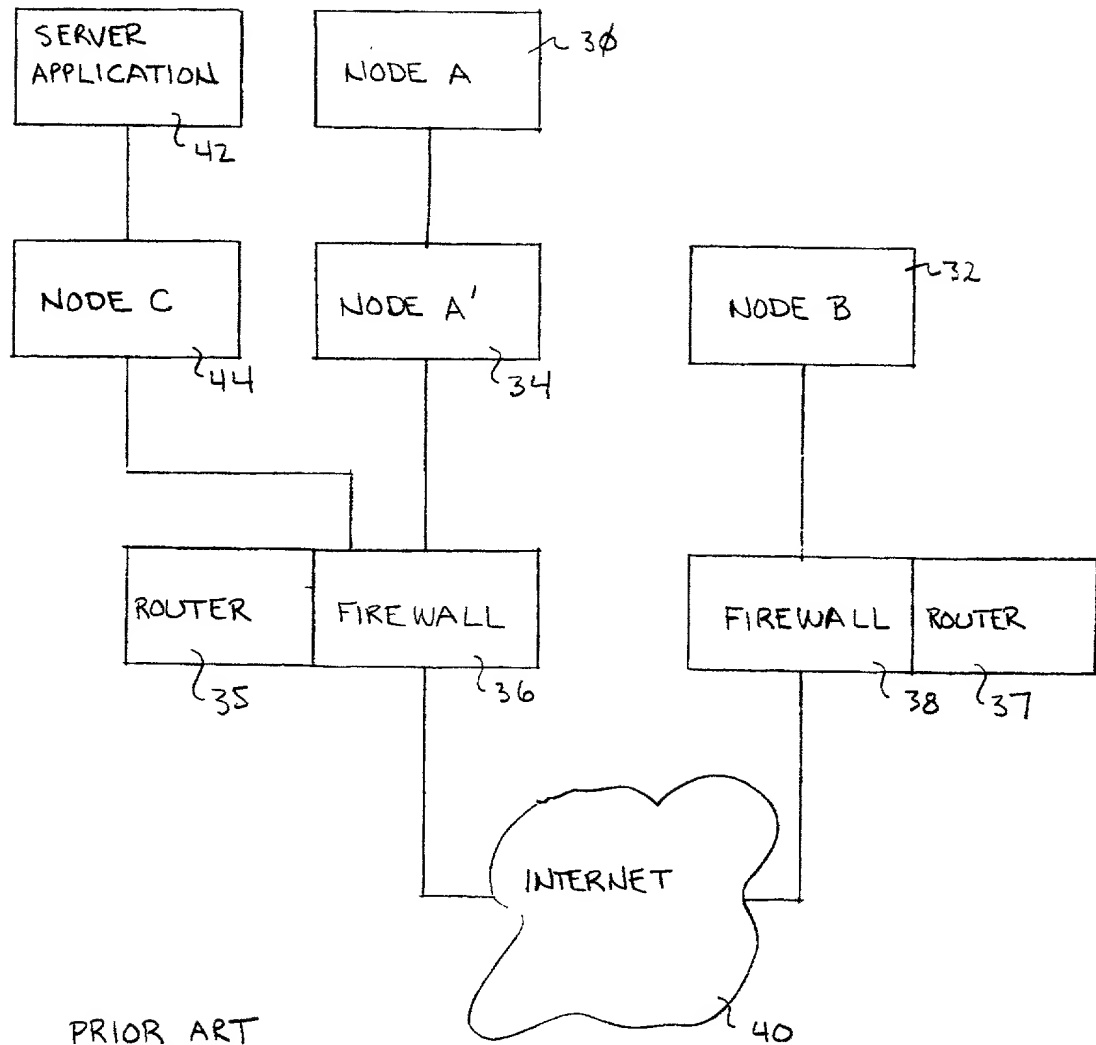 SERVER
APPLICATION
42
NODE A
30
NODE C
44
NODE A'
34
NODE B
32
ROUTER
35
FIREWALL
36
FIREWALL
38
ROUTER
37
INTERNET
40
PRIOR ART